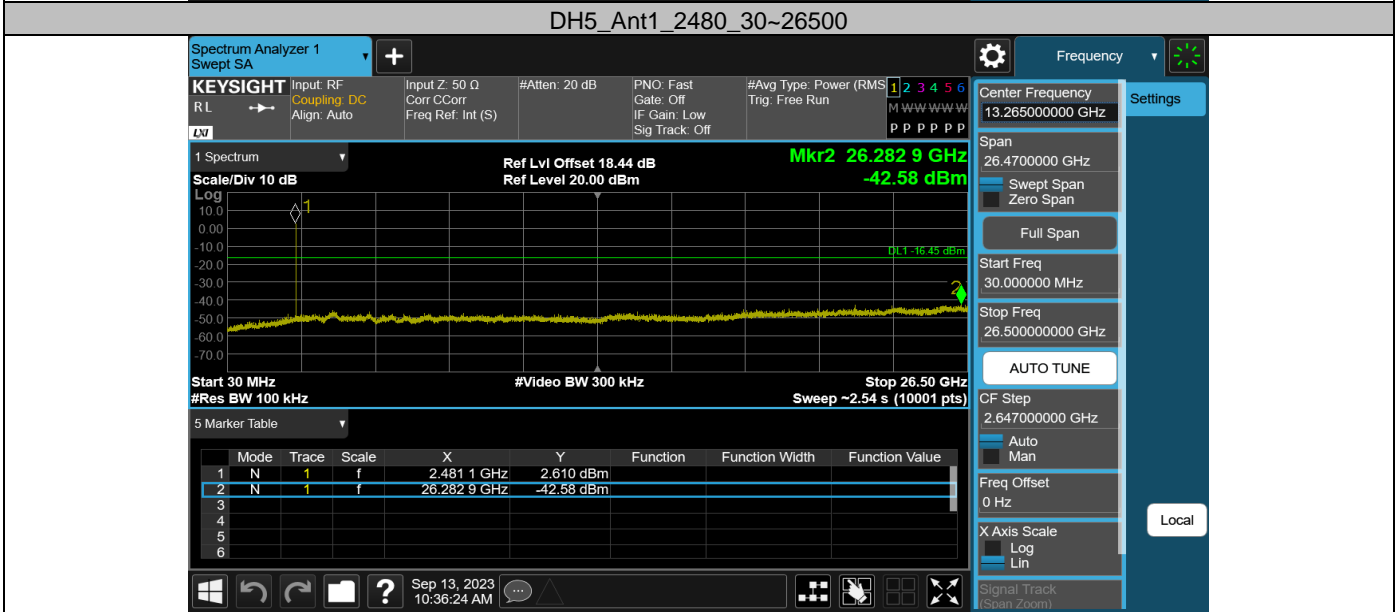 DH5_Ant1_2480_30~26500
Spectrum Analyzer 1
Swept SA
+
Frequency
KEYSIGHT
R L
LXI
Input: RF
Coupling: DC
Align: Auto
Input Z: 50 Ω
Corr CCorr
Freq Ref: Int (S)
#Atten: 20 dB
PNO: Fast
Gate: Off
IF Gain: Low
Sig Track: Off
#Avg Type: Power (RMS
Trig: Free Run
1 2 3 4 5 6
M W W W W W
P P P P P P
1 Spectrum
Scale/Div 10 dB
Ref Lvl Offset 18.44 dB
Ref Level 20.00 dBm
Mkr2 26.282 9 GHz
-42.58 dBm
Log
10.0
0.00
-10.0
-20.0
-30.0
-40.0
-50.0
-60.0
-70.0
1
DL1 -16.45 dBm
2
Start 30 MHz
#Video BW 300 kHz
Stop 26.50 GHz
#Res BW 100 kHz
Sweep ~2.54 s (10001 pts)
5 Marker Table
Mode Trace Scale X Y Function Function Width Function Value
1 N 1 f 2.481 1 GHz 2.610 dBm
2 N 1 f 26.282 9 GHz -42.58 dBm
3
4
5
6
Center Frequency
13.265000000 GHz
Settings
Span
26.4700000 GHz
Swept Span
Zero Span
Full Span
Start Freq
30.000000 MHz
Stop Freq
26.500000000 GHz
AUTO TUNE
CF Step
2.647000000 GHz
Auto
Man
Freq Offset
0 Hz
Local
X Axis Scale
Log
Lin
Signal Track
(Span Zoom)
?
Sep 13, 2023
10:36:24 AM